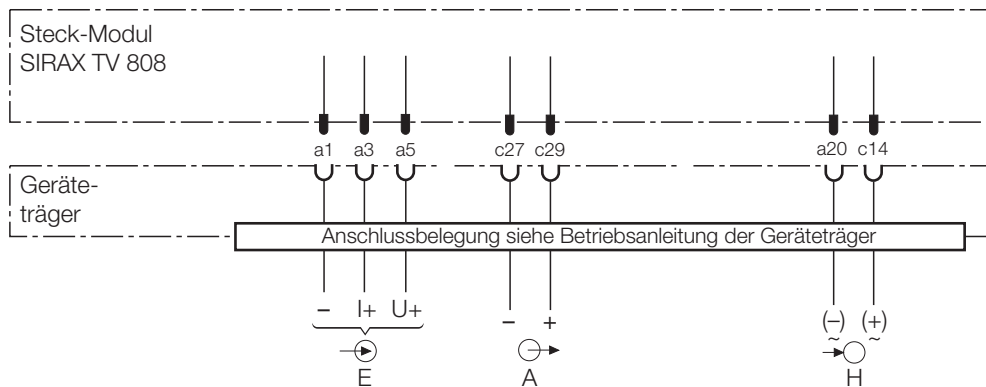 Steck-Modul
SIRAX TV 808
a1 a3 a5 c27 c29 a20 c14
Geräte-
träger
Anschlussbelegung siehe Betriebsanleitung der Geräteträger
– I+ U+ – + (–) (+)
~ ~
E A H